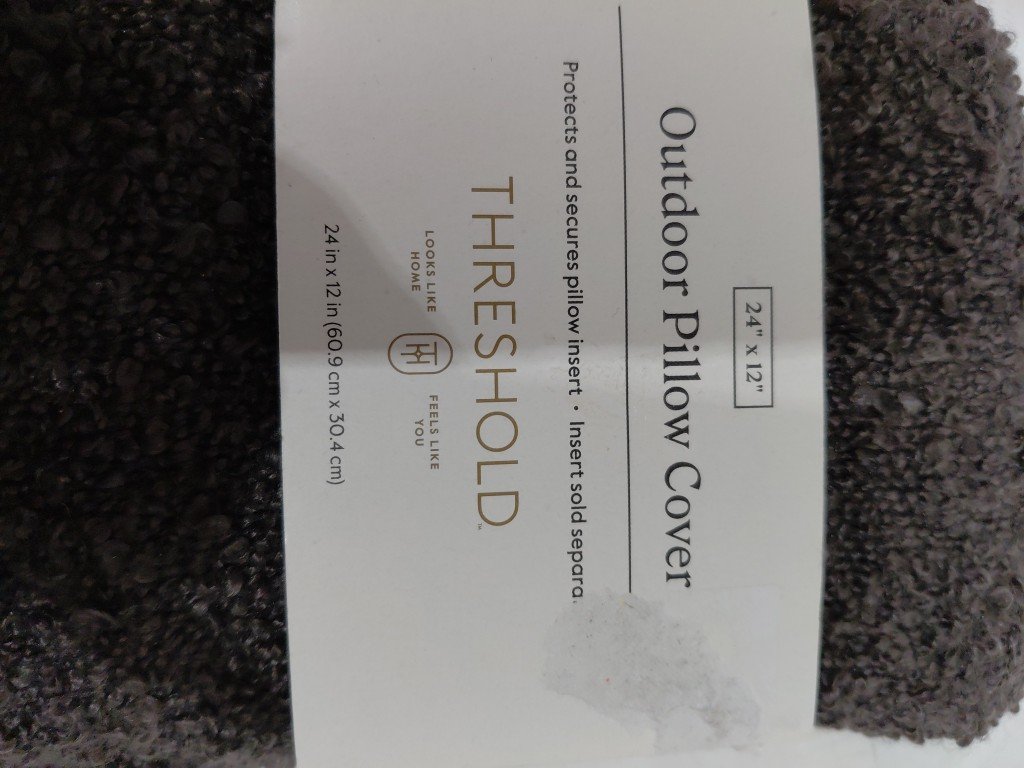 24" x 12"
Outdoor Pillow Cover
Protects and secures pillow insert • Insert sold separa
THRESHOLD™
LOOKS LIKE
HOME
FEELS LIKE
YOU
24 in x 12 in (60.9 cm x 30.4 cm)